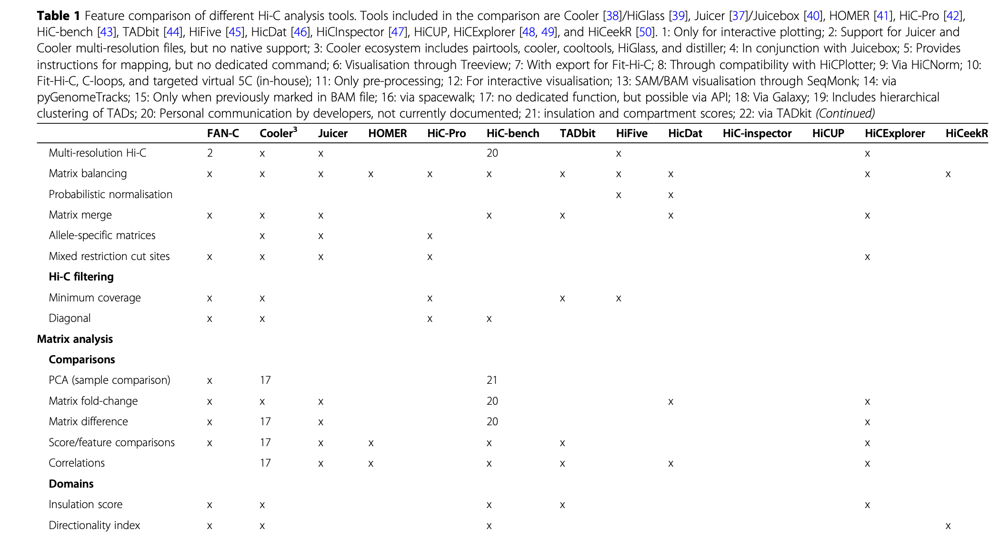 Table 1 Feature comparison of different Hi-C analysis tools. Tools included in the comparison are Cooler [38]/HiGlass [39], Juicer [37]/Juicebox [40], HOMER [41], HiC-Pro [42],
HiC-bench [43], TADbit [44], HiFive [45], HicDat [46], HiCInspector [47], HiCUP, HiCExplorer [48, 49], and HiCeekR [50]. 1: Only for interactive plotting; 2: Support for Juicer and
Cooler multi-resolution files, but no native support; 3: Cooler ecosystem includes pairtools, cooler, cooltools, HiGlass, and distiller; 4: In conjunction with Juicebox; 5: Provides
instructions for mapping, but no dedicated command; 6: Visualisation through Treeview; 7: With export for Fit-Hi-C; 8: Through compatibility with HiCPlotter; 9: Via HiCNorm; 10:
Fit-Hi-C, C-loops, and targeted virtual 5C (in-house); 11: Only pre-processing; 12: For interactive visualisation; 13: SAM/BAM visualisation through SeqMonk; 14: via
pyGenomeTracks; 15: Only when previously marked in BAM file; 16: via spacewalk; 17: no dedicated function, but possible via API; 18: Via Galaxy; 19: Includes hierarchical
clustering of TADs; 20: Personal communication by developers, not currently documented; 21: insulation and compartment scores; 22: via TADkit (Continued)
FAN-C Cooler3 Juicer HOMER HiC-Pro HiC-bench TADbit HiFive HicDat HiC-inspector HiCUP HiCExplorer HiCeekR
Multi-resolution Hi-C 2 x x 20 x x
Matrix balancing x x x x x x x x x x x
Probabilistic normalisation x x
Matrix merge x x x x x x x
Allele-specific matrices x x x
Mixed restriction cut sites x x x x x
Hi-C filtering
Minimum coverage x x x x x
Diagonal x x x x
Matrix analysis
Comparisons
PCA (sample comparison) x 17 21
Matrix fold-change x x x 20 x x
Matrix difference x 17 x 20 x
Score/feature comparisons x 17 x x x x x
Correlations 17 x x x x x x
Domains
Insulation score x x x x x
Directionality index x x x x